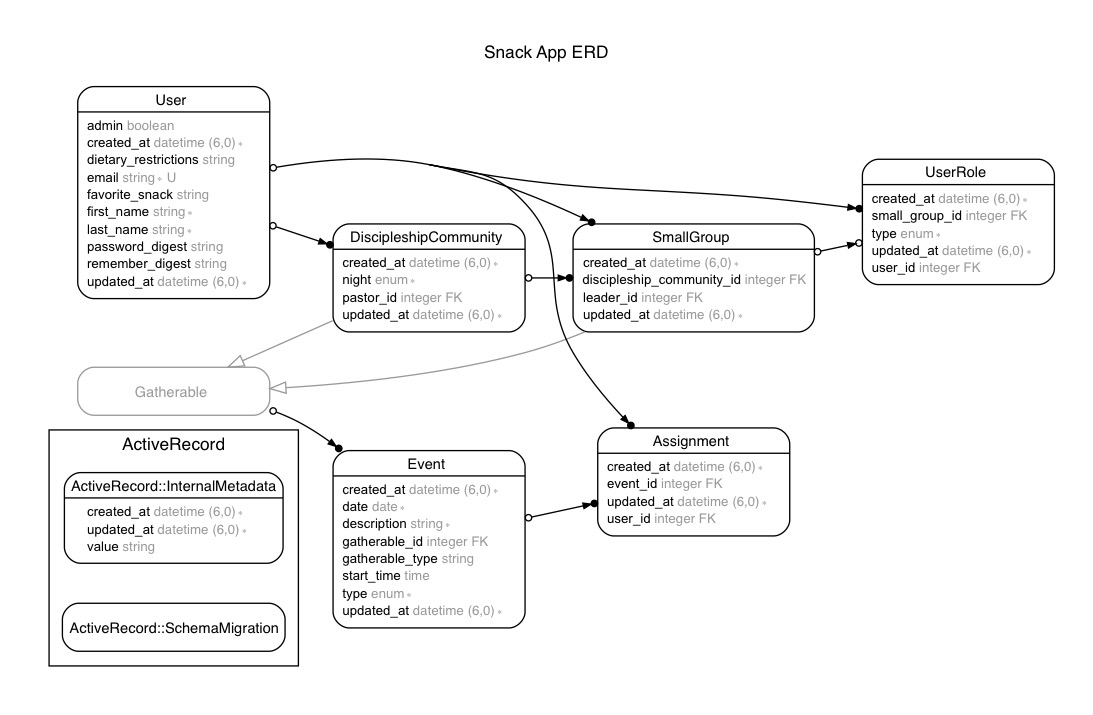 Snack App ERD
User
admin boolean
created_at datetime (6,0) ∗
dietary_restrictions string
email string ∗ U
favorite_snack string
first_name string ∗
last_name string ∗
password_digest string
remember_digest string
updated_at datetime (6,0) ∗
DiscipleshipCommunity
created_at datetime (6,0) ∗
night enum ∗
pastor_id integer FK
updated_at datetime (6,0) ∗
SmallGroup
created_at datetime (6,0) ∗
discipleship_community_id integer FK
leader_id integer FK
updated_at datetime (6,0) ∗
UserRole
created_at datetime (6,0) ∗
small_group_id integer FK
type enum ∗
updated_at datetime (6,0) ∗
user_id integer FK
Gatherable
ActiveRecord
ActiveRecord::InternalMetadata
created_at datetime (6,0) ∗
updated_at datetime (6,0) ∗
value string
ActiveRecord::SchemaMigration
Event
created_at datetime (6,0) ∗
date date ∗
description string ∗
gatherable_id integer FK
gatherable_type string
start_time time
type enum ∗
updated_at datetime (6,0) ∗
Assignment
created_at datetime (6,0) ∗
event_id integer FK
updated_at datetime (6,0) ∗
user_id integer FK